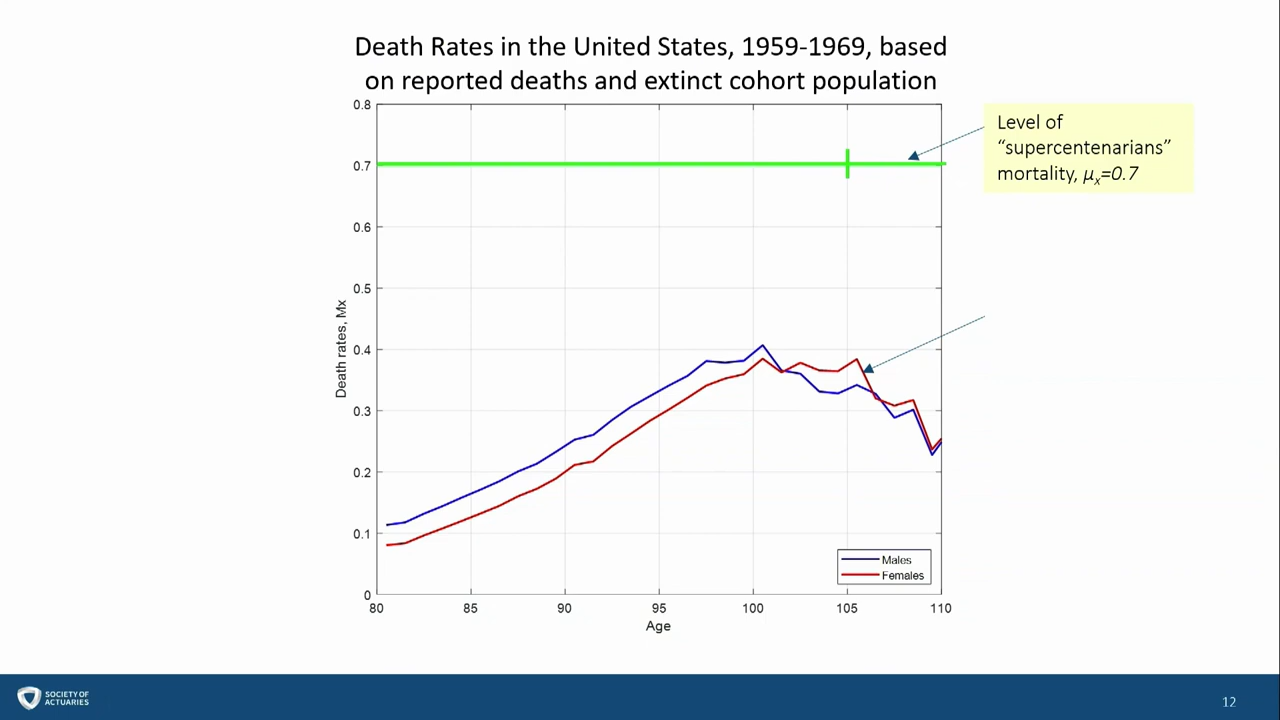 Death Rates in the United States, 1959-1969, based
on reported deaths and extinct cohort population
Level of
“supercentenarians”
mortality, μx=0.7
0.8
0.7
0.6
0.5
0.4
0.3
0.2
0.1
0
Death rates, Mx
80
85
90
95
100
105
110
Age
Males
Females
SOCIETY OF
ACTUARIES
12